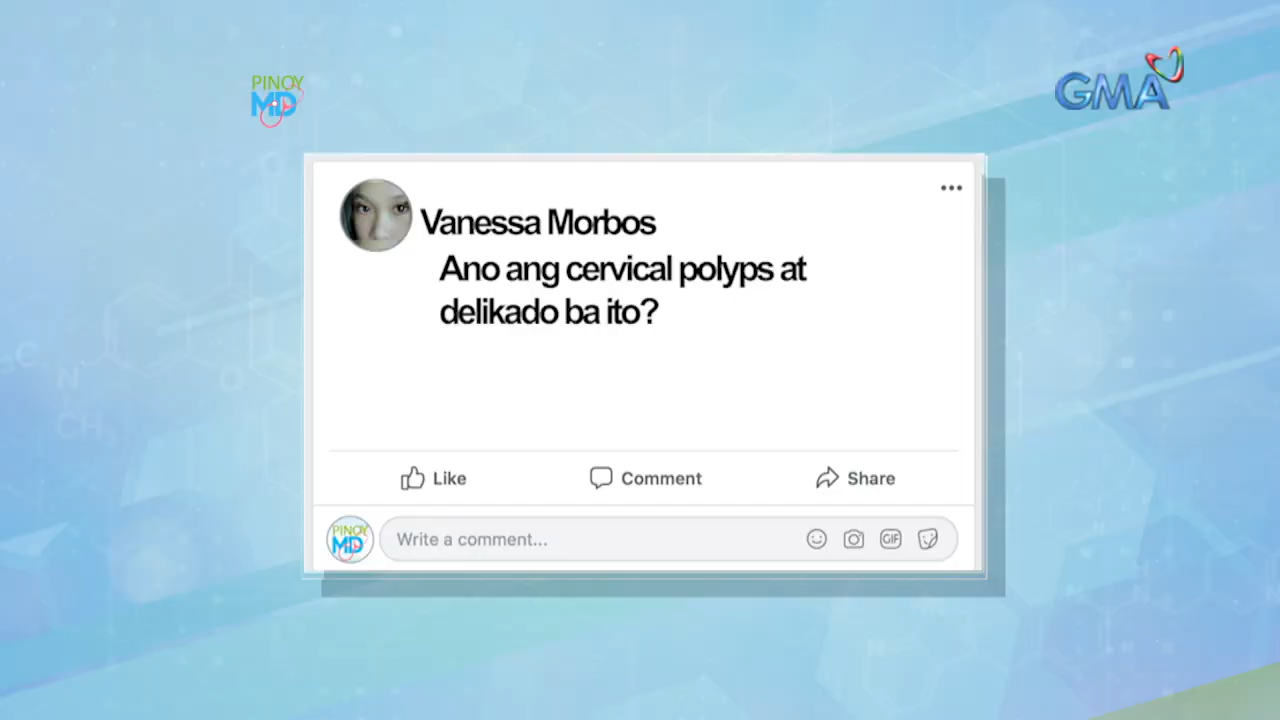 PINOY
MD
GMA
Vanessa Morbos
Ano ang cervical polyps at
delikado ba ito?
Like
Comment
Share
PINOY
MD
Write a comment...
GIF
C
N
O
CH